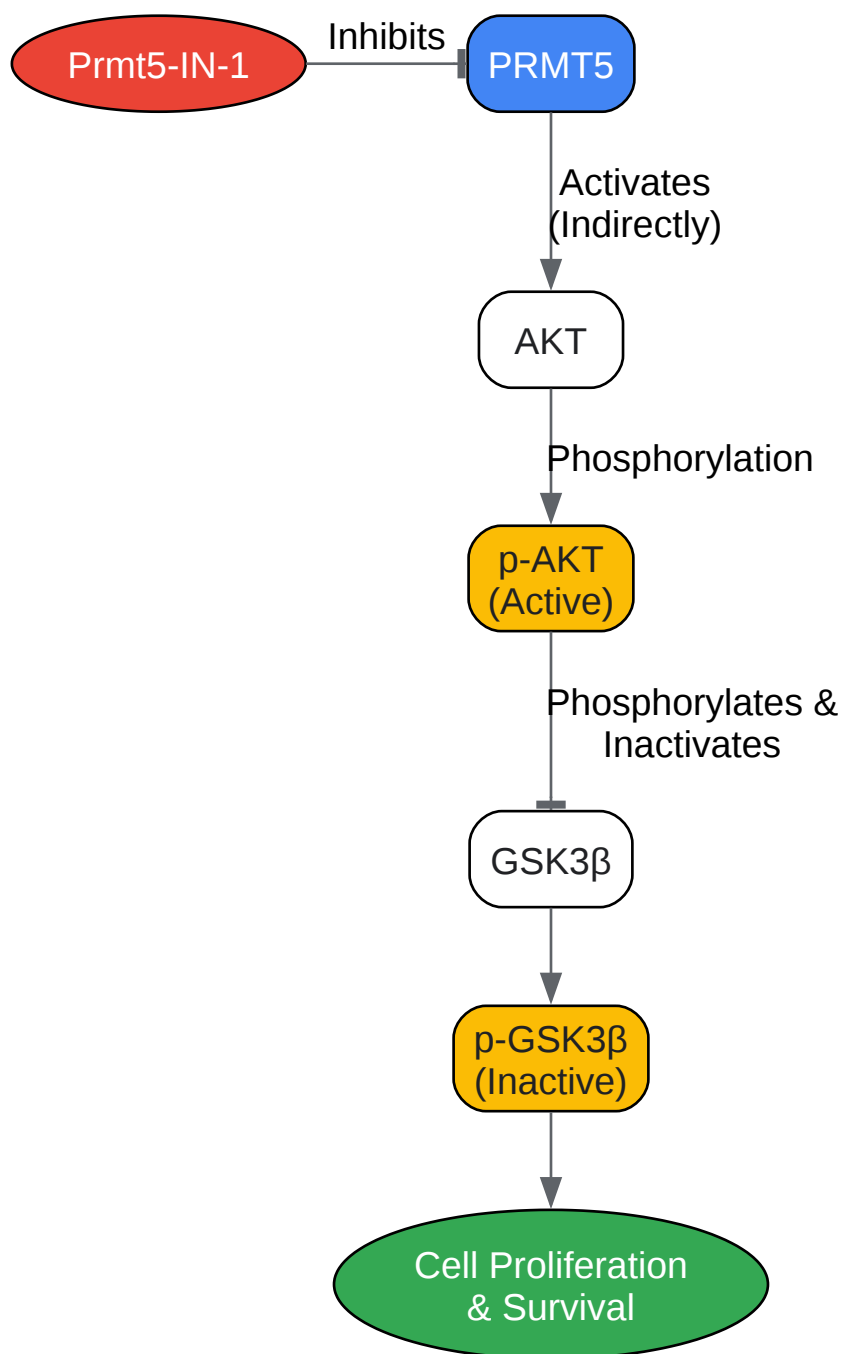 Inhibits
Prmt5-IN-1
PRMT5
Activates
(Indirectly)
AKT
Phosphorylation
p-AKT
(Active)
Phosphorylates &
Inactivates
GSK3β
p-GSK3β
(Inactive)
Cell Proliferation
& Survival